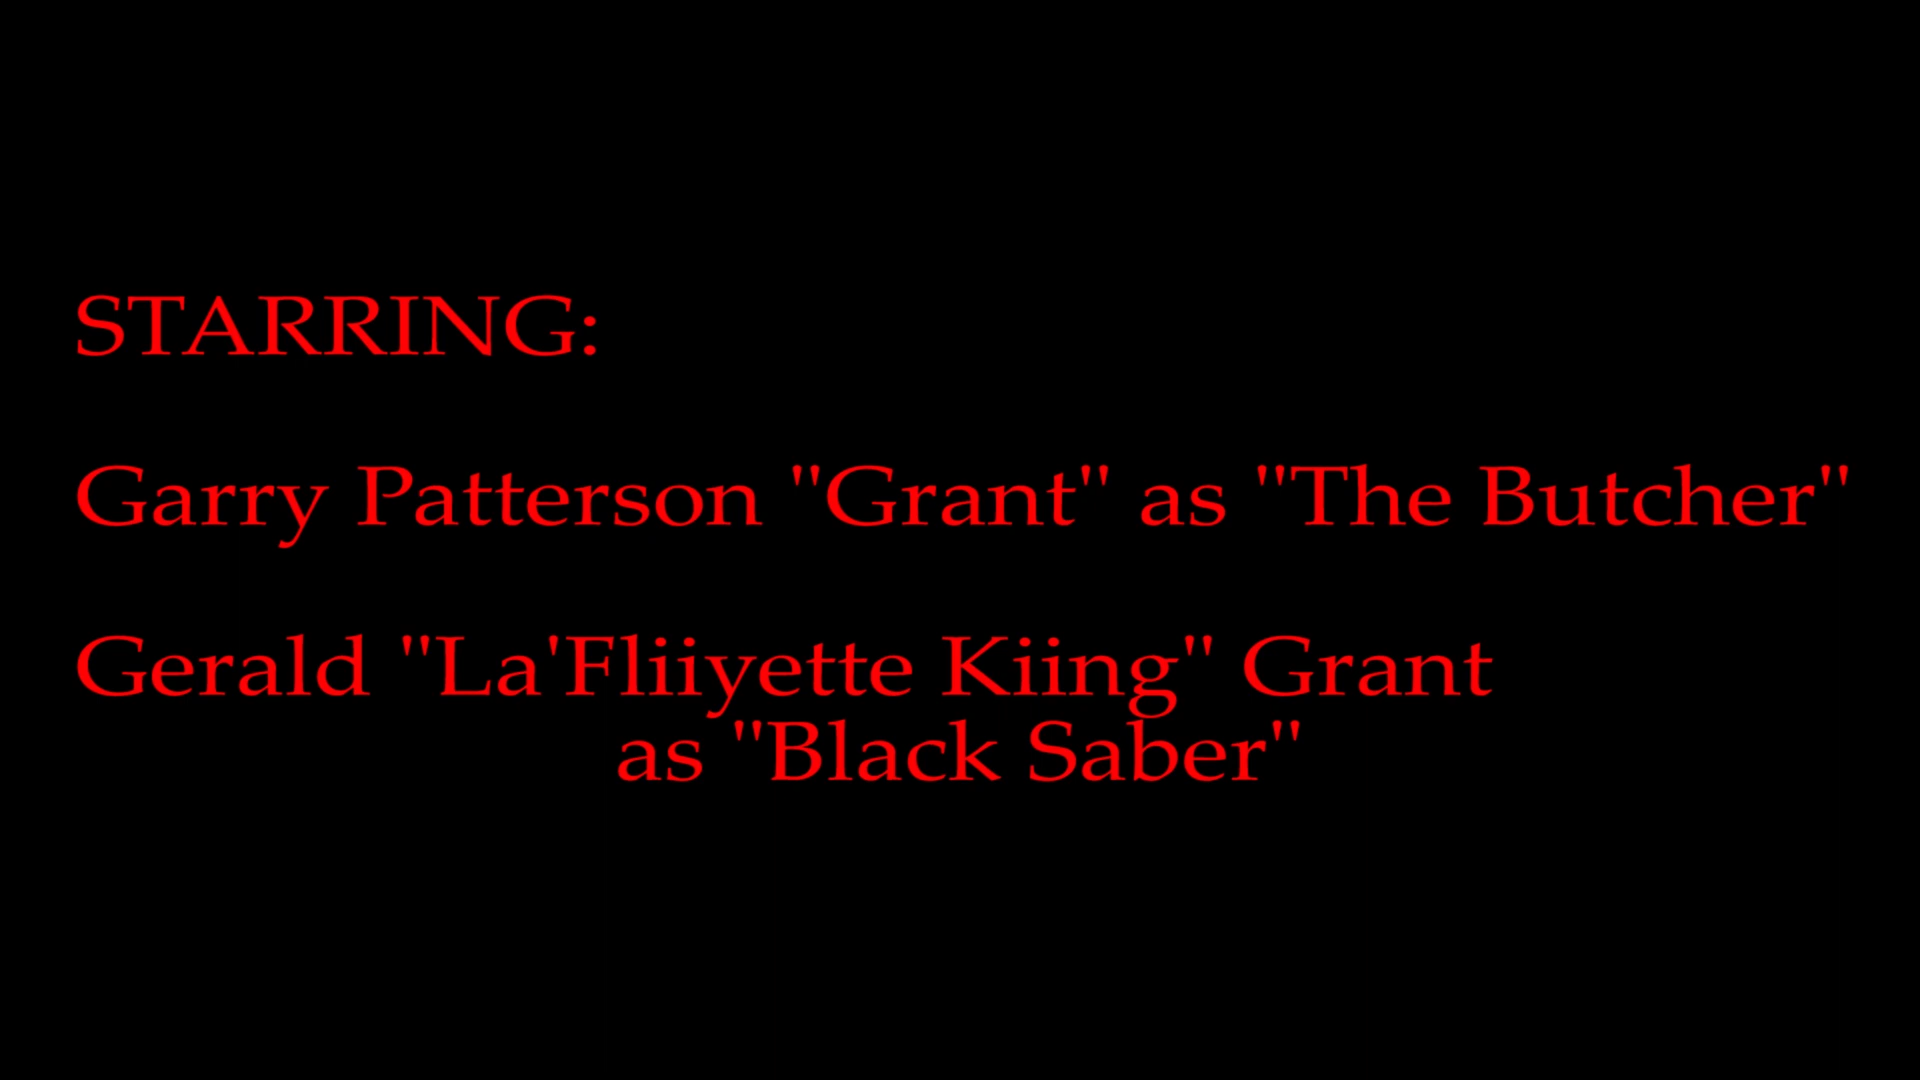 STARRING:
Garry Patterson "Grant" as "The Butcher"
Gerald "La'Fliiyette Kiing" Grant
as "Black Saber"